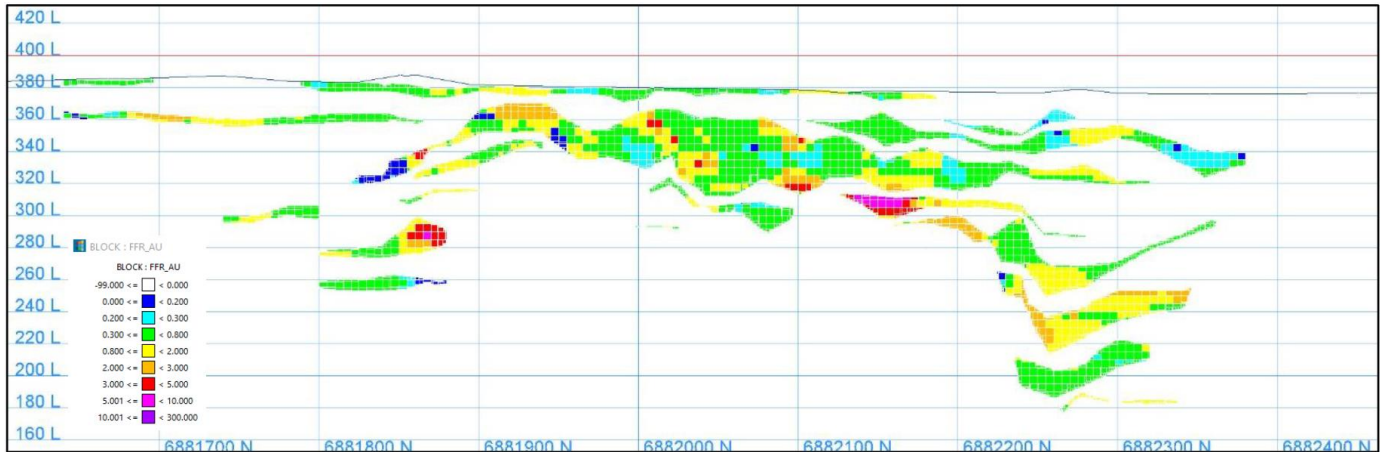 420 L
400 L
380 L
360 L
340 L
320 L
300 L
280 L
BLOCK : FFR_AU
260 L
240 L
220 L
200 L
180 L
160 L
BLOCK : FFR_AU
-99.000 <= < 0.000
0.000 <= < 0.200
0.200 <= < 0.300
0.300 <= < 0.800
0.800 <= < 2.000
2.000 <= < 3.000
3.000 <= < 5.000
5.001 <= < 10.000
10.001 <= < 300.000
6881700 N 6881800 N 6881900 N 6882000 N 6882100 N 6882200 N 6882300 N 6882400 N